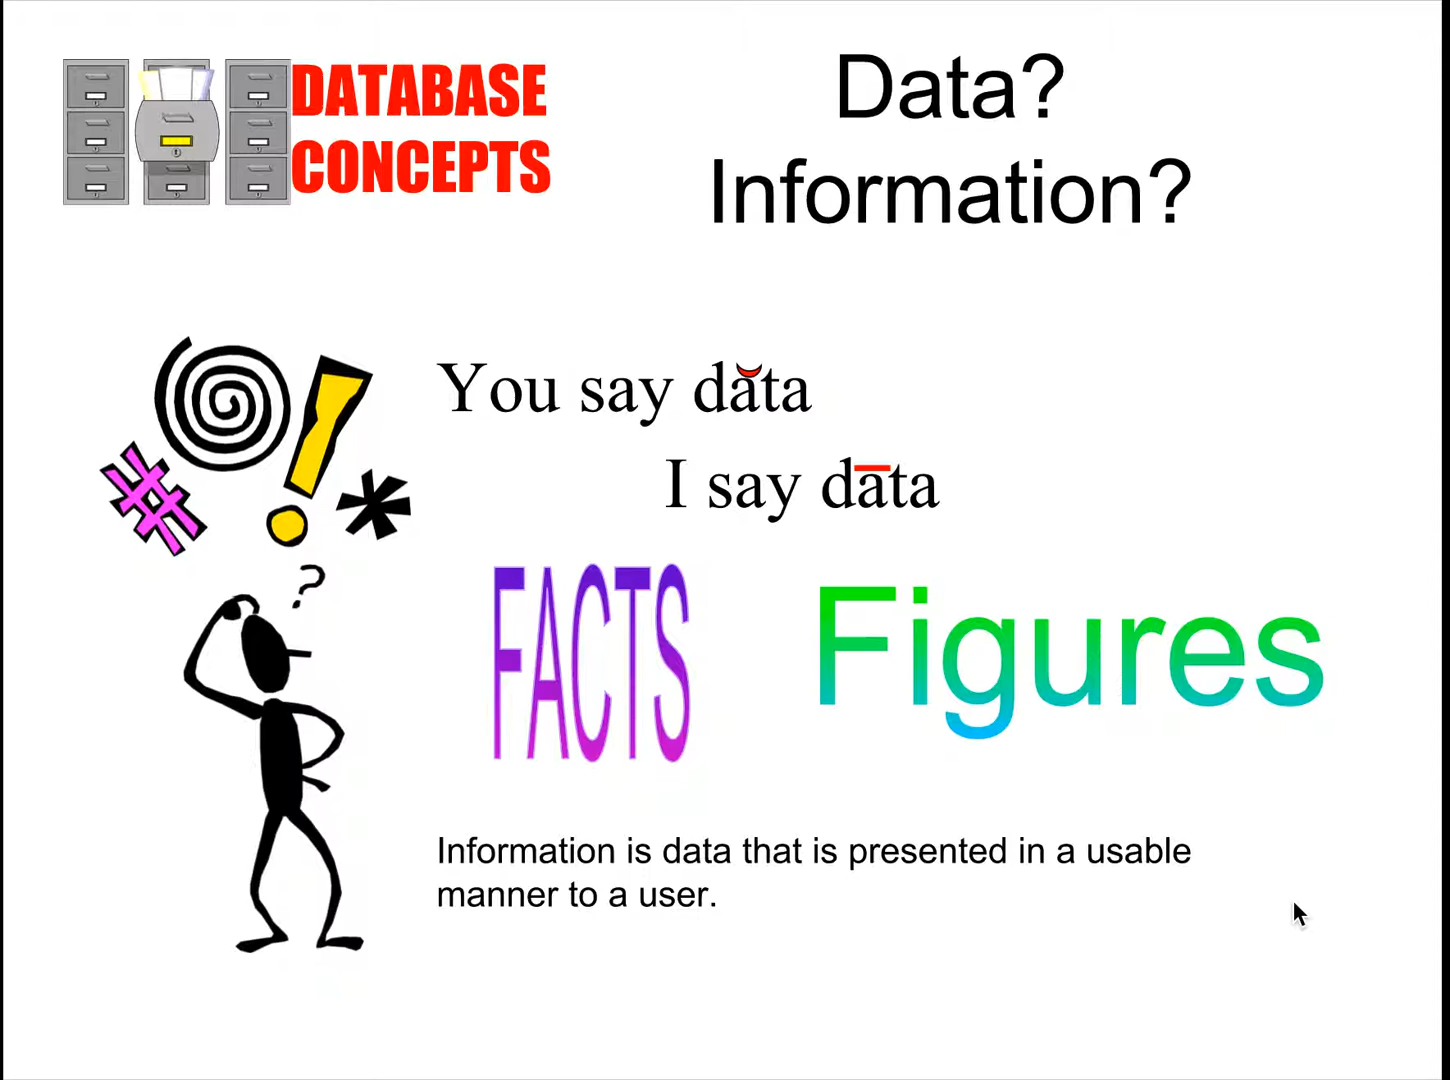 DATABASE
CONCEPTS
Data?
Information?
You say dăta
I say dāta
FACTS
Figures
Information is data that is presented in a usable
manner to a user.